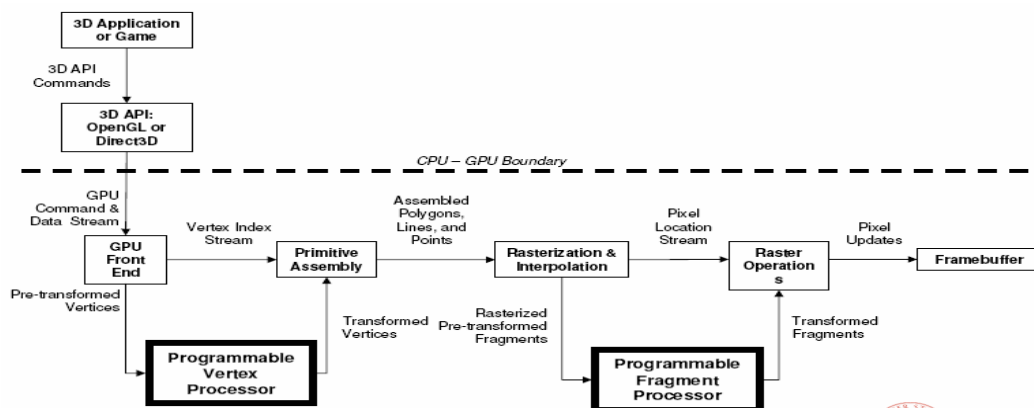 3D Application
or Game
3D API
Commands
3D API:
OpenGL or
Direct3D
CPU – GPU Boundary
GPU
Command &
Data Stream
Vertex Index
Stream
Assembled
Polygons,
Lines, and
Points
Pixel
Location
Stream
Pixel
Updates
GPU
Front
End
Primitive
Assembly
Rasterization &
Interpolation
Raster
Operation
s
Framebuffer
Pre-transformed
Vertices
Transformed
Vertices
Rasterized
Pre-transformed
Fragments
Transformed
Fragments
Programmable
Vertex
Processor
Programmable
Fragment
Processor